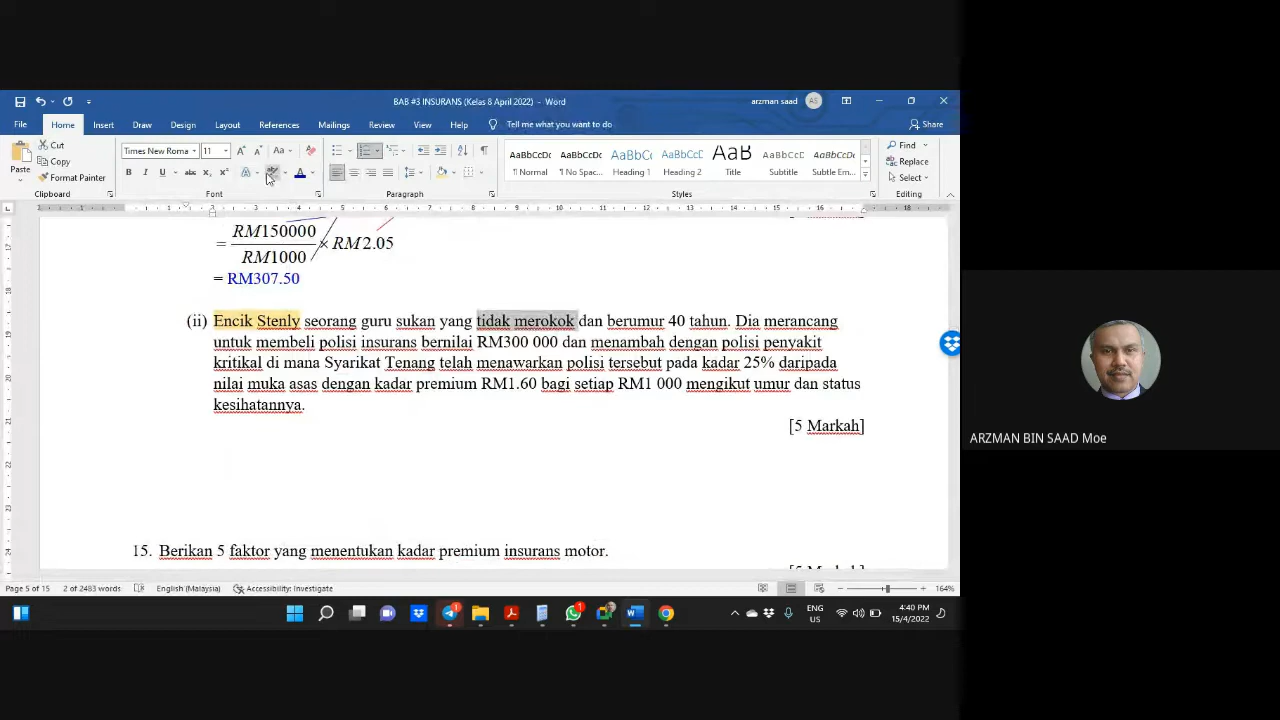 BAB #3 INSURANS (Kelas 8 April 2022) - Word
arzman saad AS
File Home Insert Draw Design Layout References Mailings Review View Help Tell me what you want to do Share
Paste Cut Copy Format Painter
Times New Roma 11
AaBbCcDc AaBbCcDc AaBbCc AaBbCcD AaB AaBbCcD AaBbCcDc
¶ Normal ¶ No Spac... Heading 1 Heading 2 Title Subtitle Subtle Em...
Find Replace Select
Clipboard Font Paragraph Styles Editing
= RM150000 / RM1000 × RM2.05
= RM307.50
(ii) Encik Stenly seorang guru sukan yang tidak merokok dan berumur 40 tahun. Dia merancang
untuk membeli polisi insurans bernilai RM300 000 dan menambah dengan polisi penyakit
kritikal di mana Syarikat Tenang telah menawarkan polisi tersebut pada kadar 25% daripada
nilai muka asas dengan kadar premium RM1.60 bagi setiap RM1 000 mengikut umur dan status
kesihatannya.
[5 Markah]
15. Berikan 5 faktor yang menentukan kadar premium insurans motor.
Page 5 of 15 2 of 2483 words English (Malaysia) Accessibility: Investigate 164%
ENG
US
4:40 PM
15/4/2022
ARZMAN BIN SAAD Moe